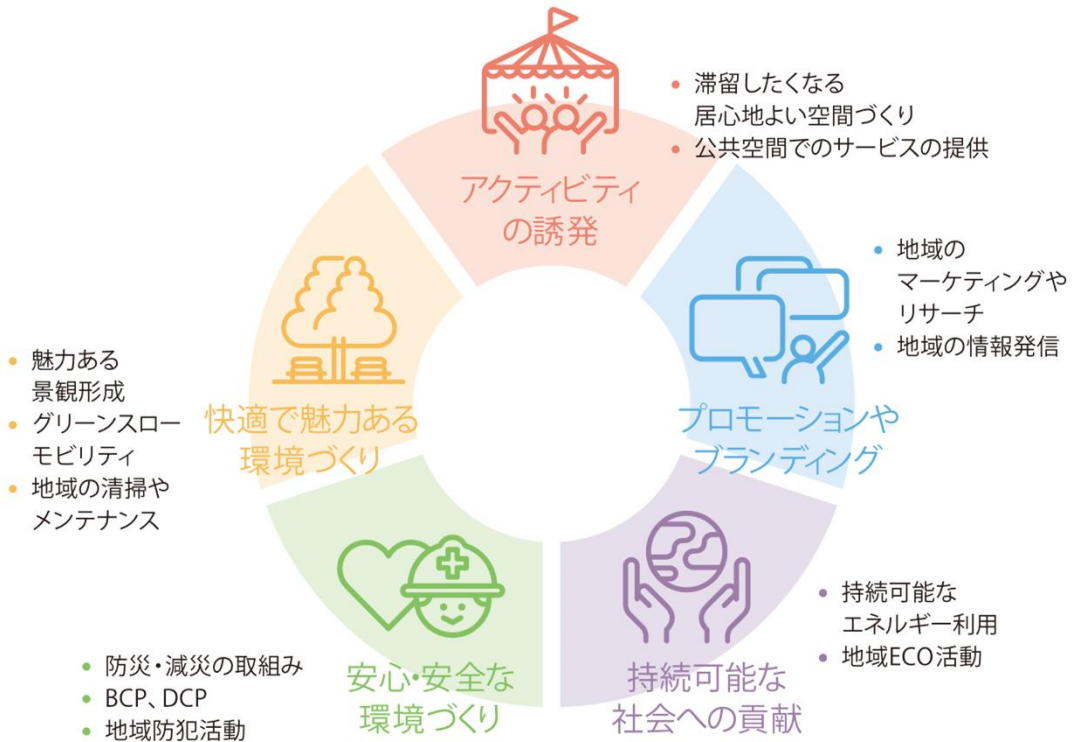 アクティビティ
の誘発
• 滞留したくなる
居心地よい空間づくり
• 公共空間でのサービスの提供
プロモーションや
ブランディング
• 地域の
マーケティングや
リサーチ
• 地域の情報発信
持続可能な
社会への貢献
• 持続可能な
エネルギー利用
• 地域ECO活動
安心・安全な
環境づくり
• 防災・減災の取組み
• BCP、DCP
• 地域防犯活動
快適で魅力ある
環境づくり
• 魅力ある
景観形成
• グリーンスロー
モビリティ
• 地域の清掃や
メンテナンス